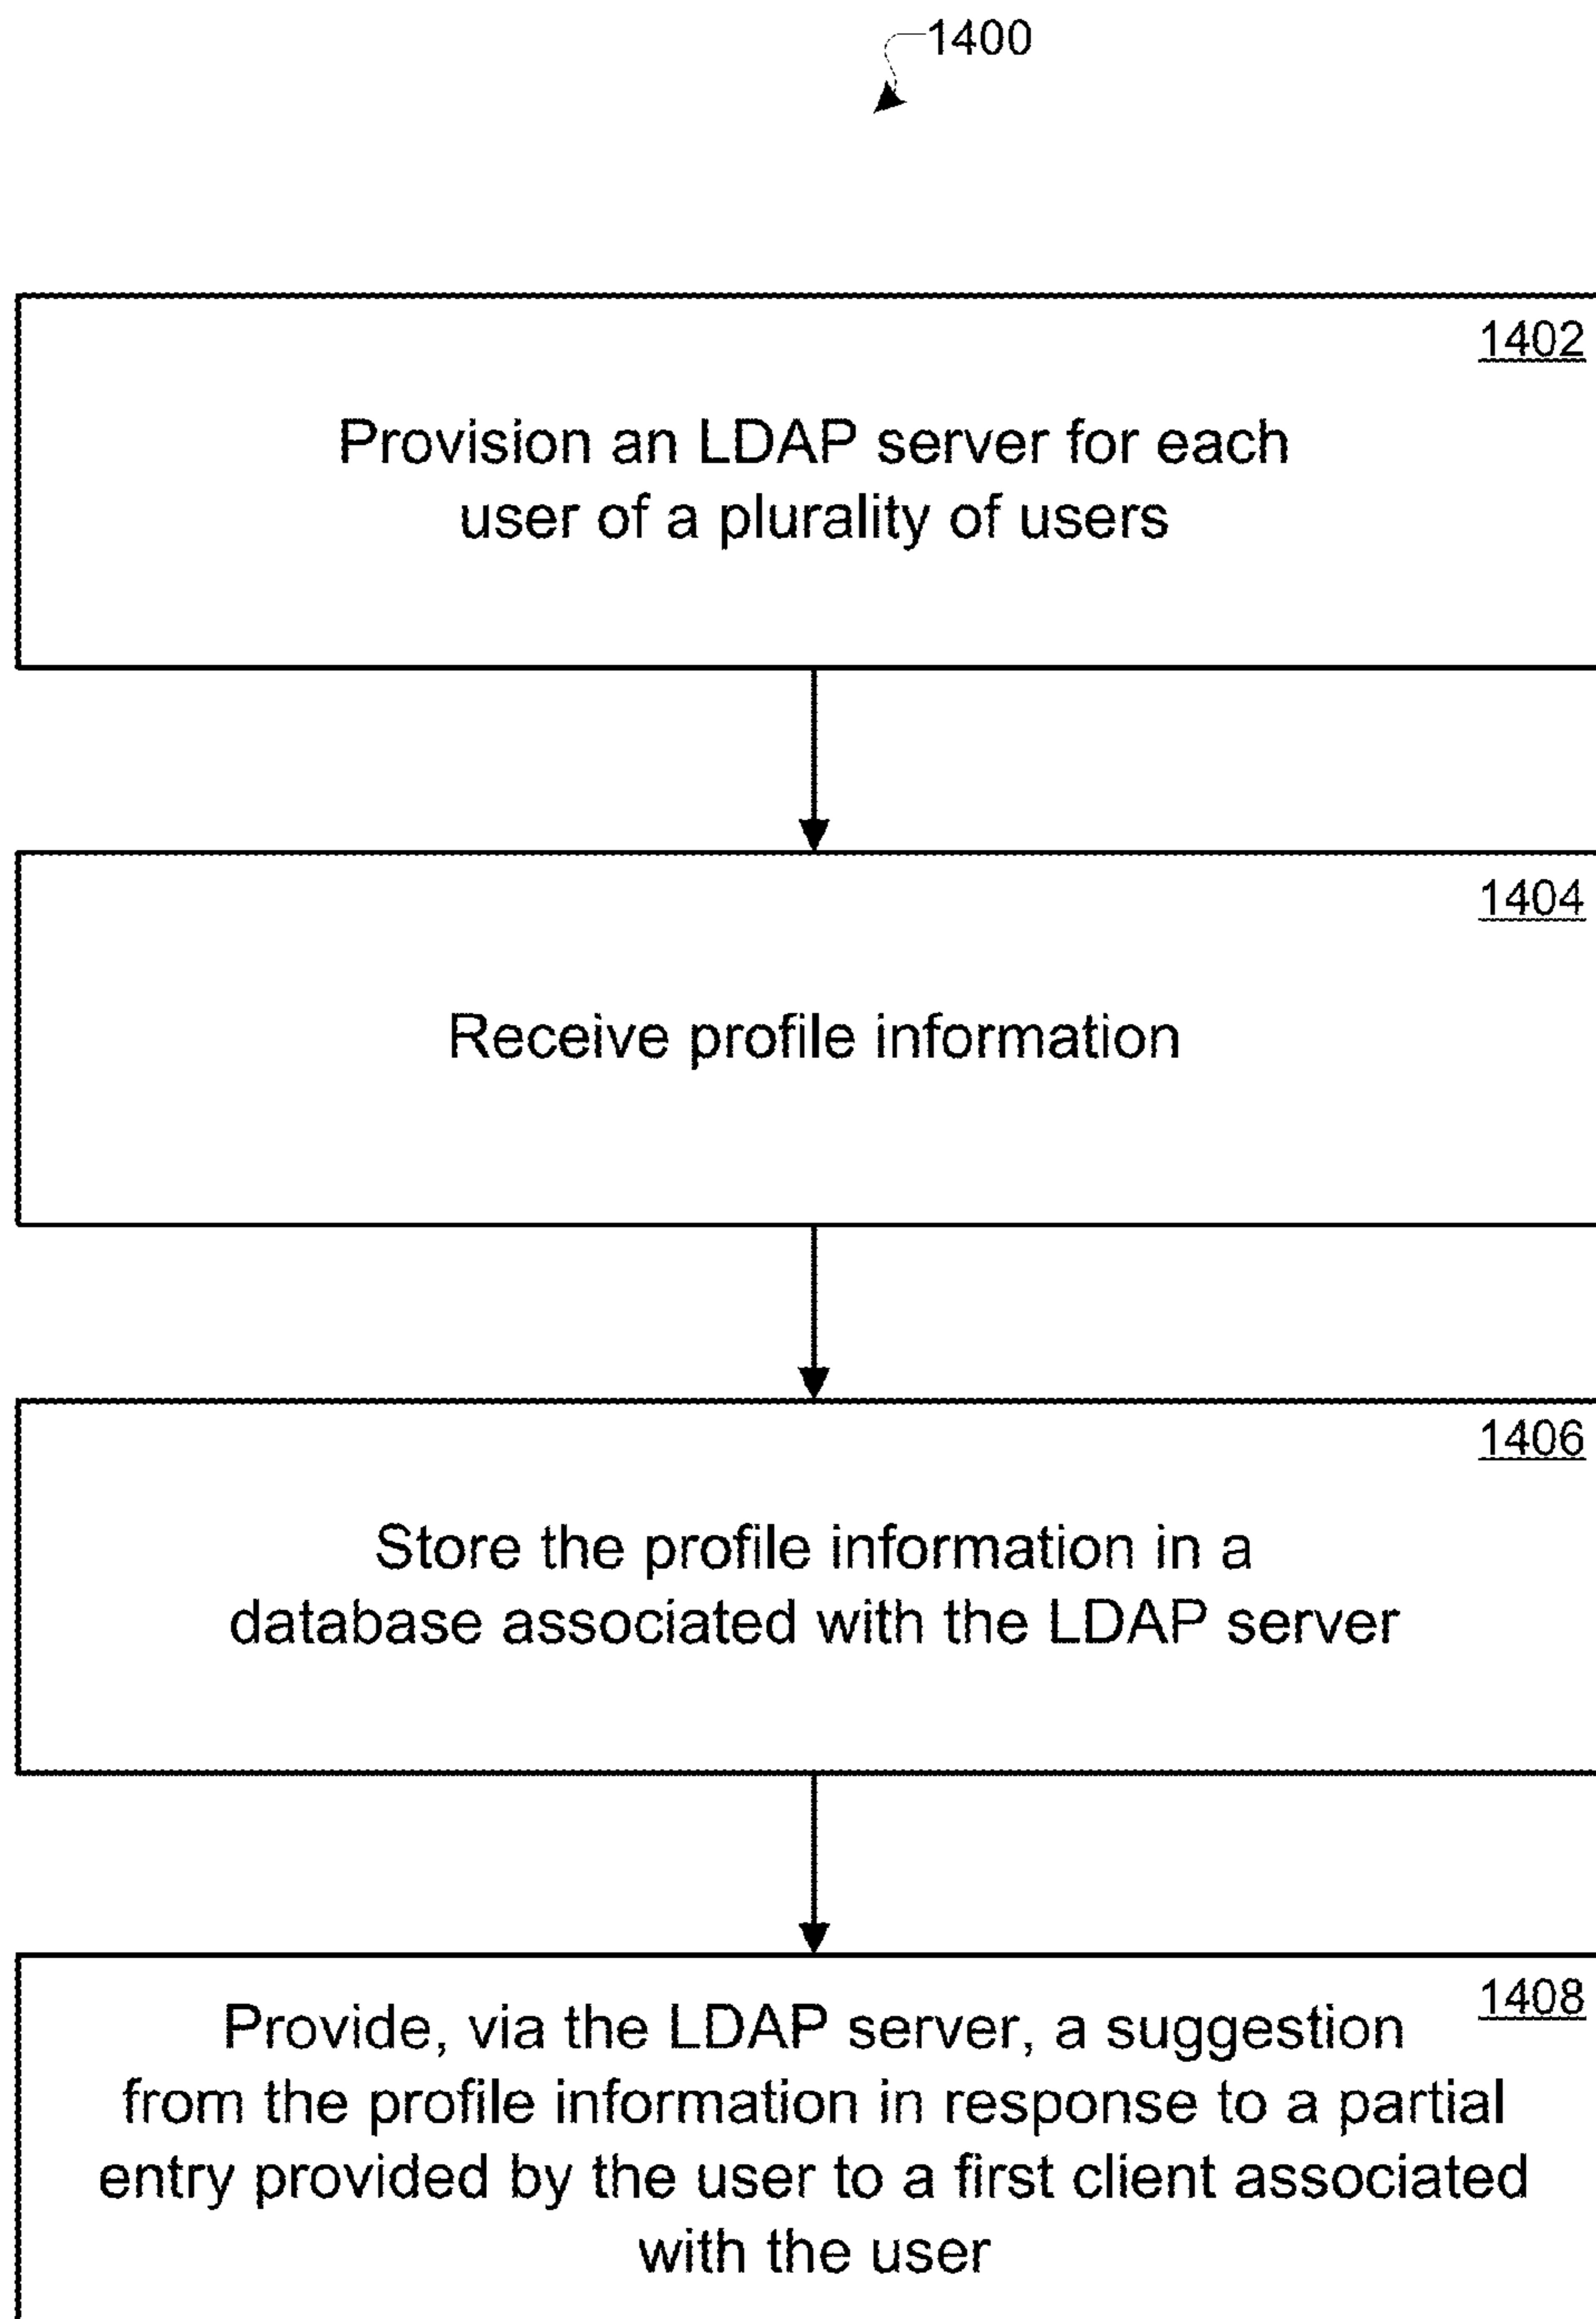 1400
1402
Provision an LDAP server for each
user of a plurality of users
1404
Receive profile information
1406
Store the profile information in a
database associated with the LDAP server
1408
Provide, via the LDAP server, a suggestion
from the profile information in response to a partial
entry provided by the user to a first client associated
with the user